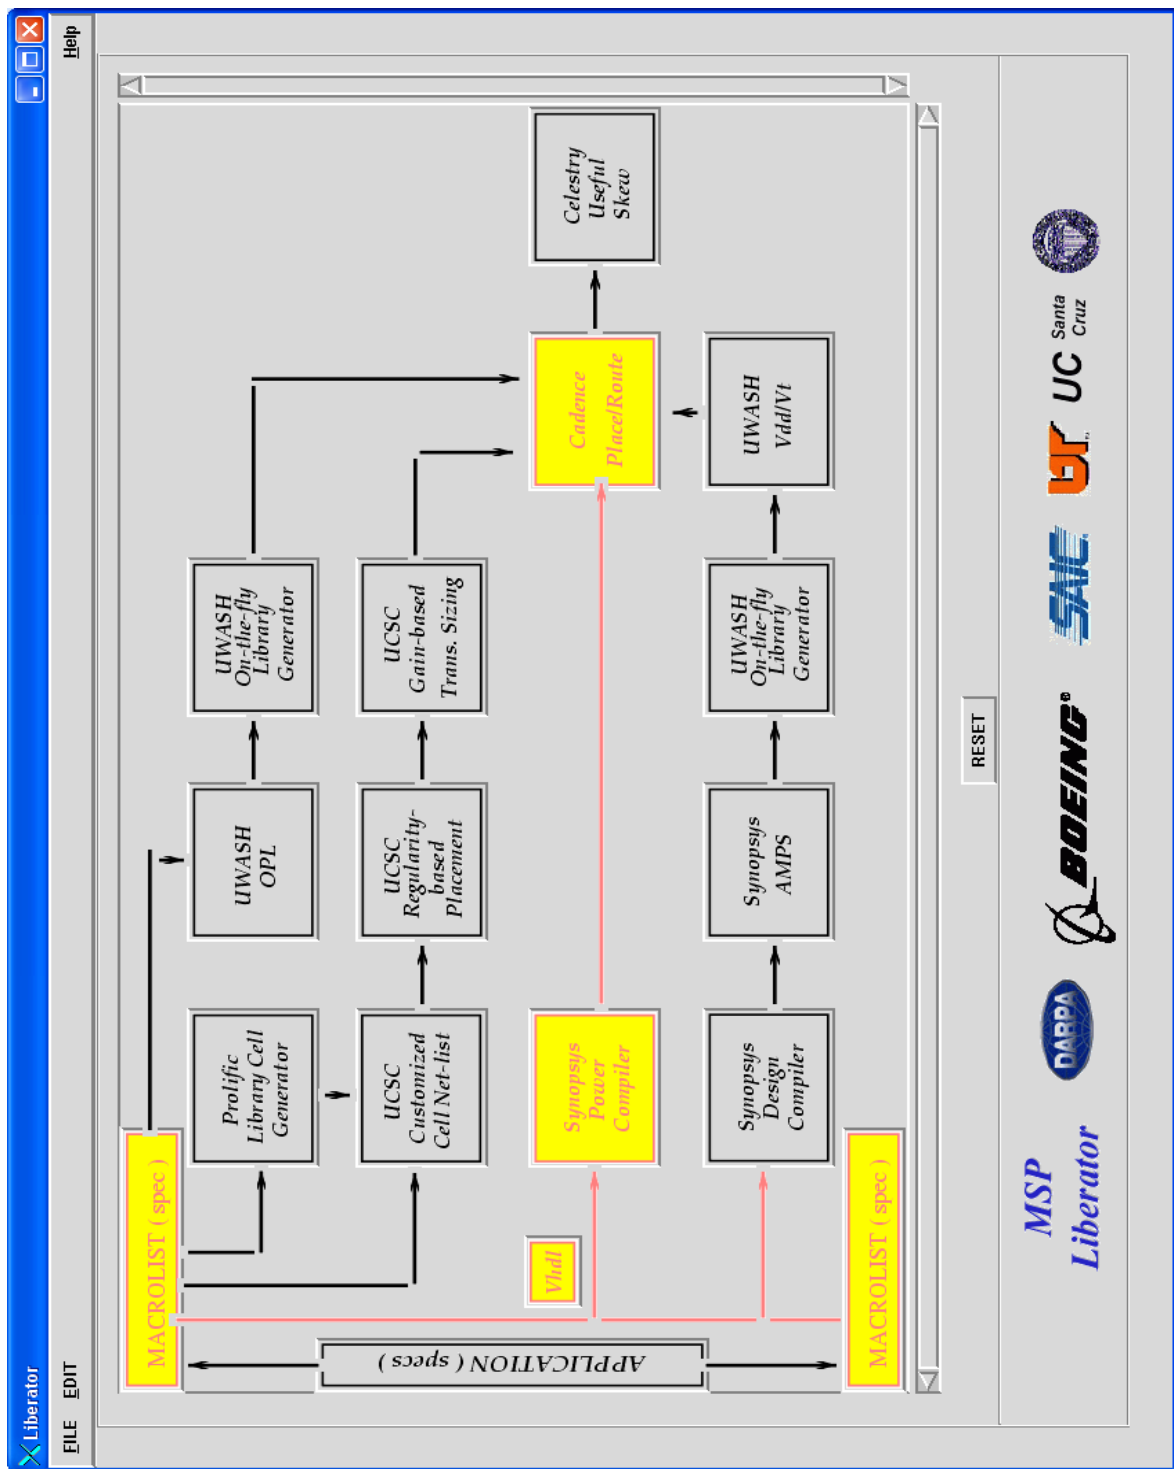 Liberator
FILE EDIT Help
MACROLIST ( spec )
Prolific
Library Cell
Generator
UWASH
OPL
UWASH
On-the-fly
Library
Generator
UCSC
Customized
Cell Net-list
UCSC
Regularity-
based
Placement
UCSC
Gain-based
Trans. Sizing
APPLICATION ( specs )
Vhdl
Synopsys
Power
Compiler
Cadence
Place/Route
Celestry
Useful
Skew
Synopsys
Design
Compiler
Synopsys
AMPS
UWASH
On-the-fly
Library
Generator
UWASH
Vdd/Vt
MACROLIST ( spec )
RESET
MSP
Liberator
DARPA
BOEING®
SAIC
UT
UC Santa
Cruz